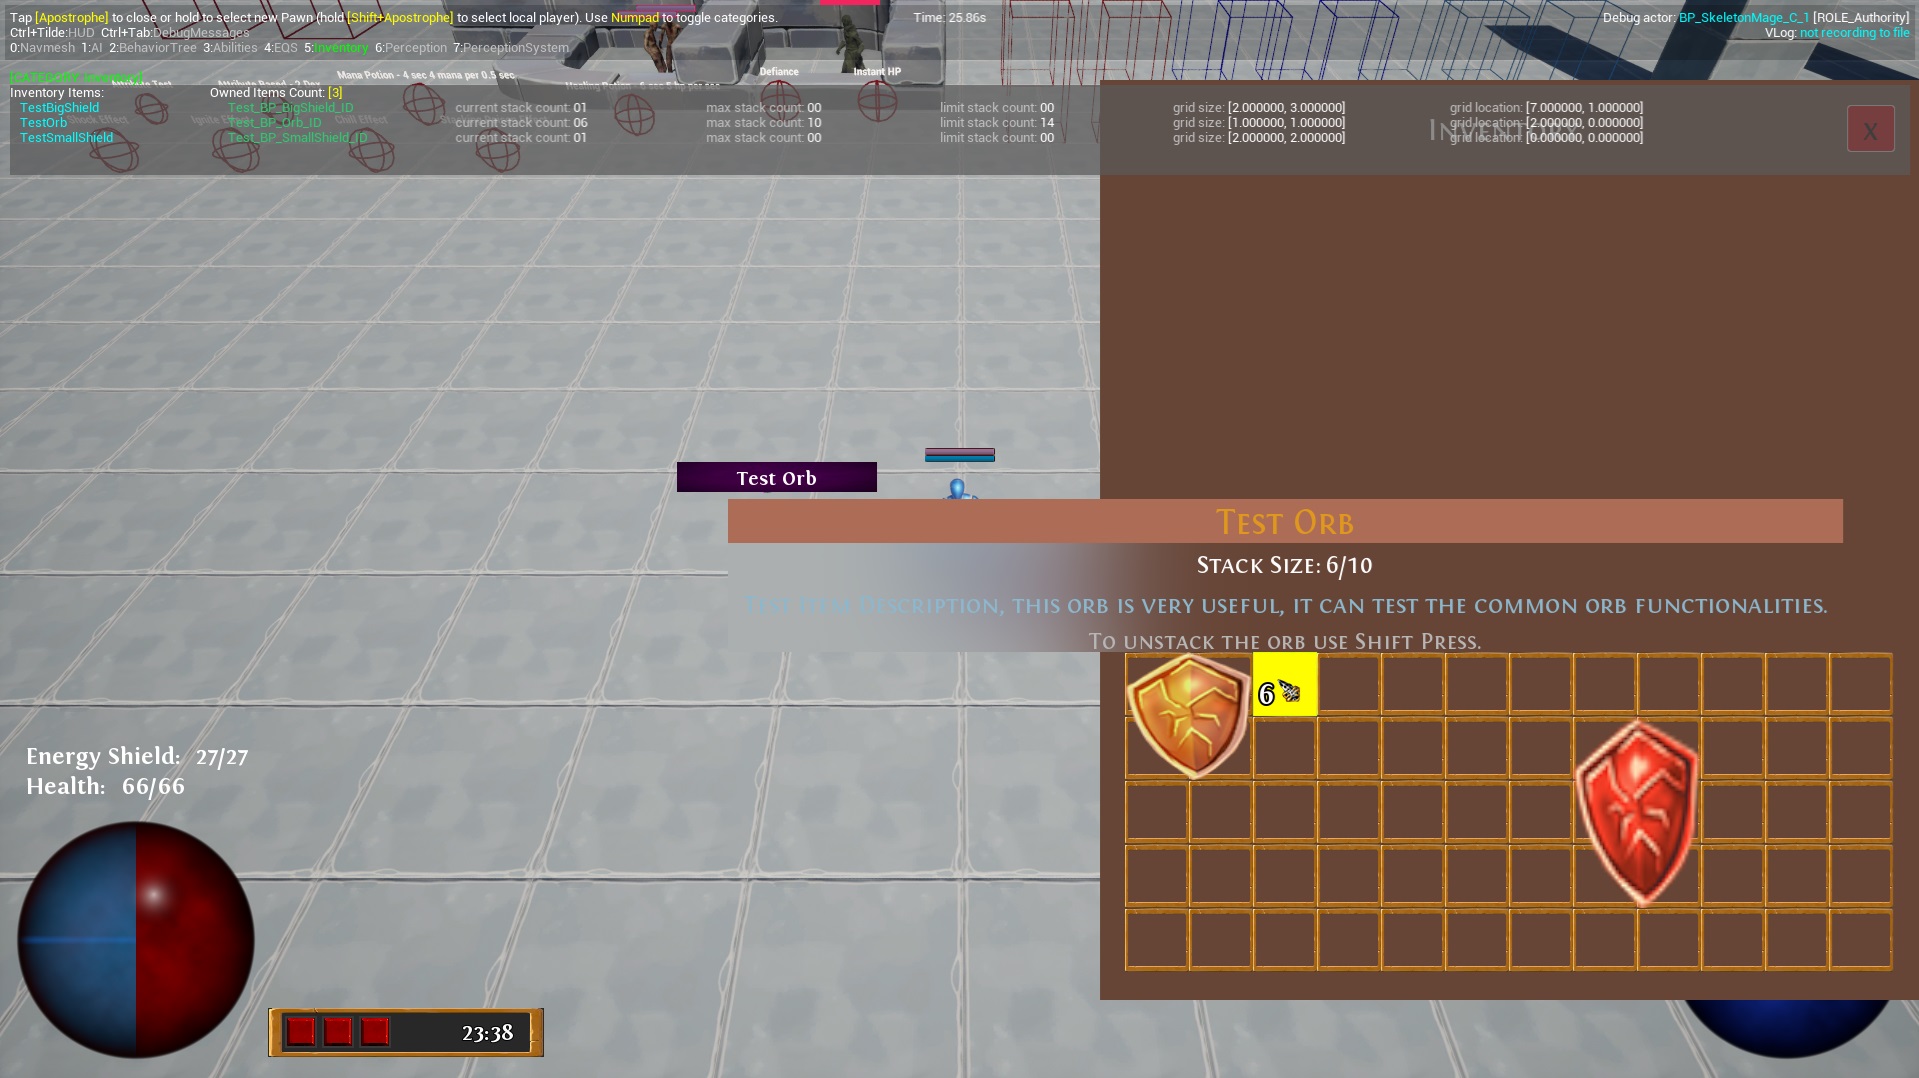 Tap [Apostrophe] to close or hold to select new Pawn (hold [Shift+Apostrophe] to select local player). Use Numpad to toggle categories.
Time: 25.86s
Debug actor: BP_SkeletonMage_C_1 [ROLE_Authority]
Ctrl+Tilde:HUD Ctrl+Tab:DebugMessages
VLog: not recording to file
0:Navmesh 1:AI 2:BehaviorTree 3:Abilities 4:EQS 5:Inventory 6:Perception 7:PerceptionSystem
Mana Potion - 4 sec 4 mana per 0.5 sec
Defiance
Instant HP
[CATEGORY: Inventory]
Inventory Items: Owned Items Count: [3]
TestBigShield Test_BP_BigShield_ID current stack count: 01 max stack count: 00 limit stack count: 00 grid size: [2.000000, 3.000000] grid location: [7.000000, 1.000000]
TestOrb Test_BP_Orb_ID current stack count: 06 max stack count: 10 limit stack count: 14 grid size: [1.000000, 1.000000] grid location: [2.000000, 0.000000]
TestSmallShield Test_BP_SmallShield_ID current stack count: 01 max stack count: 00 limit stack count: 00 grid size: [2.000000, 2.000000] grid location: [0.000000, 0.000000]
Shock Effect
Chill Effect
Inventory
X
Test Orb
Test Orb
Stack Size: 6/10
Test Item Description, this orb is very useful, it can test the common orb functionalities.
To unstack the orb use Shift Press.
6
Energy Shield: 27/27
Health: 66/66
23:38